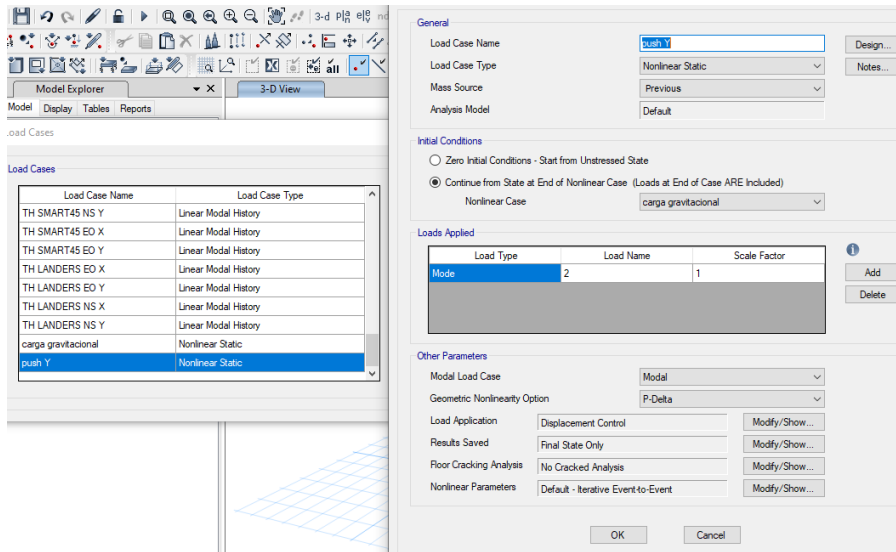 3-d
Model Explorer
3-D View
Model Display Tables Reports
Load Cases
Load Cases
Load Case Name Load Case Type
TH SMART45 NS Y Linear Modal History
TH SMART45 EO X Linear Modal History
TH SMART45 EO Y Linear Modal History
TH LANDERS EO X Linear Modal History
TH LANDERS EO Y Linear Modal History
TH LANDERS NS X Linear Modal History
TH LANDERS NS Y Linear Modal History
carga gravitacional Nonlinear Static
push Y Nonlinear Static
General
Load Case Name push Y Design...
Load Case Type Nonlinear Static Notes...
Mass Source Previous
Analysis Model Default
Initial Conditions
Zero Initial Conditions - Start from Unstressed State
Continue from State at End of Nonlinear Case (Loads at End of Case ARE Included)
Nonlinear Case carga gravitacional
Loads Applied
Load Type Load Name Scale Factor
Mode 2 1
Add
Delete
Other Parameters
Modal Load Case Modal
Geometric Nonlinearity Option P-Delta
Load Application Displacement Control Modify/Show...
Results Saved Final State Only Modify/Show...
Floor Cracking Analysis No Cracked Analysis Modify/Show...
Nonlinear Parameters Default - Iterative Event-to-Event Modify/Show...
OK Cancel
all